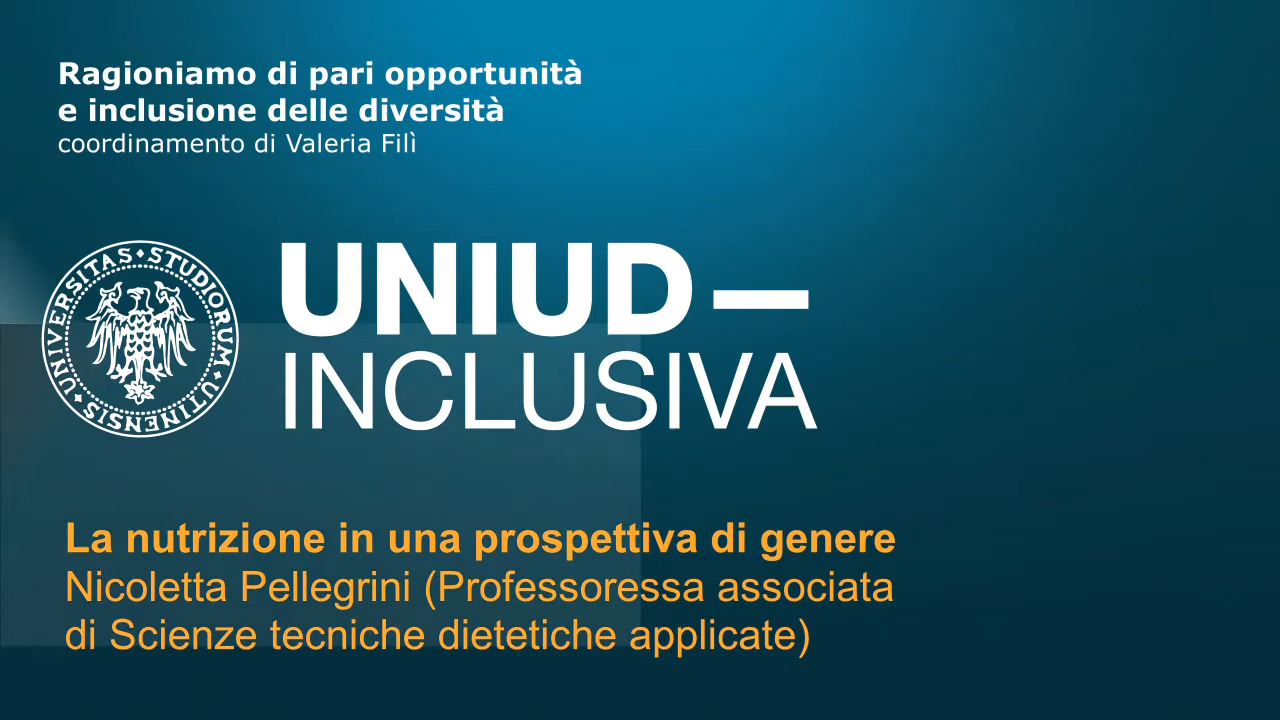 Ragioniamo di pari opportunità
e inclusione delle diversità
coordinamento di Valeria Filì
UNIVERSITAS · STUDIORUM · UTINENSIS ·
UNIUD—
INCLUSIVA
La nutrizione in una prospettiva di genere
Nicoletta Pellegrini (Professoressa associata
di Scienze tecniche dietetiche applicate)